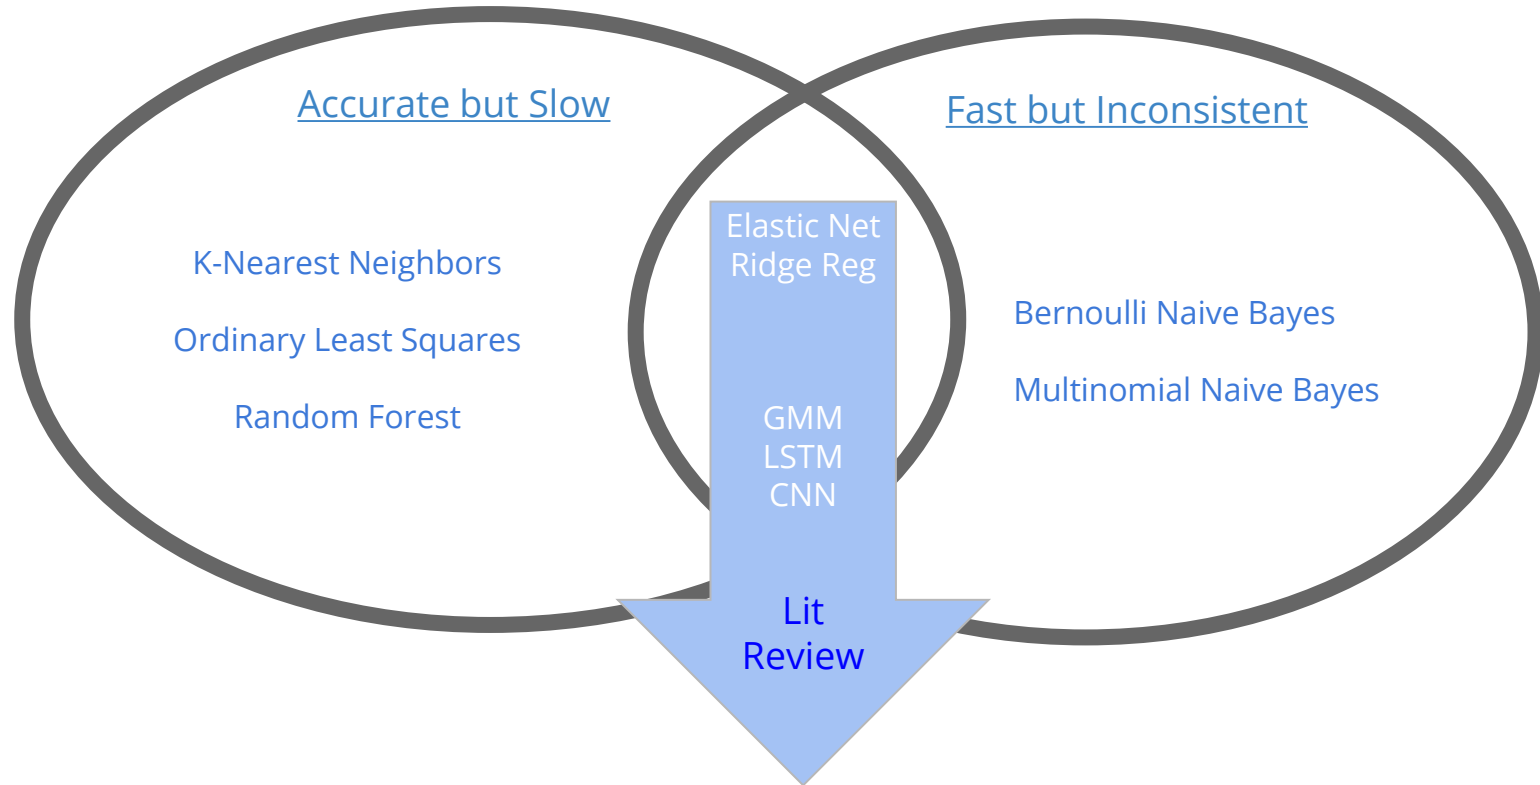 Accurate but Slow
K-Nearest Neighbors
Ordinary Least Squares
Random Forest
Elastic Net
Ridge Reg
GMM
LSTM
CNN
Lit
Review
Fast but Inconsistent
Bernoulli Naive Bayes
Multinomial Naive Bayes